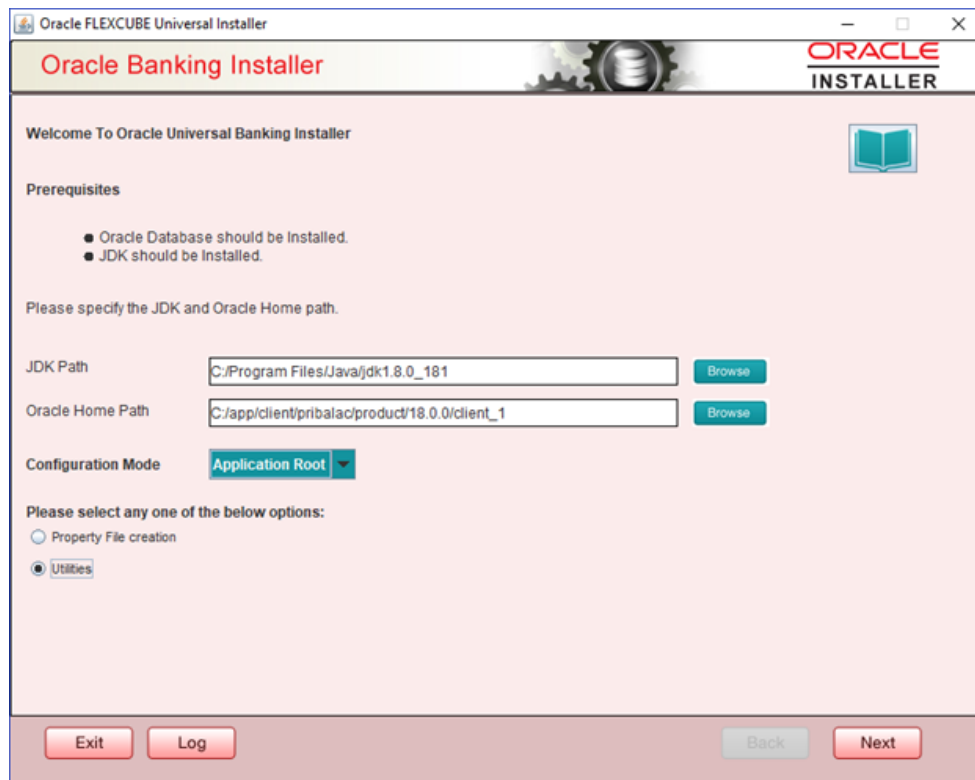 Oracle FLEXCUBE Universal Installer
Oracle Banking Installer
ORACLE
INSTALLER
Welcome To Oracle Universal Banking Installer
Prerequisites
Oracle Database should be Installed.
JDK should be Installed.
Please specify the JDK and Oracle Home path.
JDK Path C:/Program Files/Java/jdk1.8.0_181 Browse
Oracle Home Path C:/app/client/pribalac/product/18.0.0/client_1 Browse
Configuration Mode Application Root
Please select any one of the below options:
Property File creation
Utilities
Exit Log Back Next